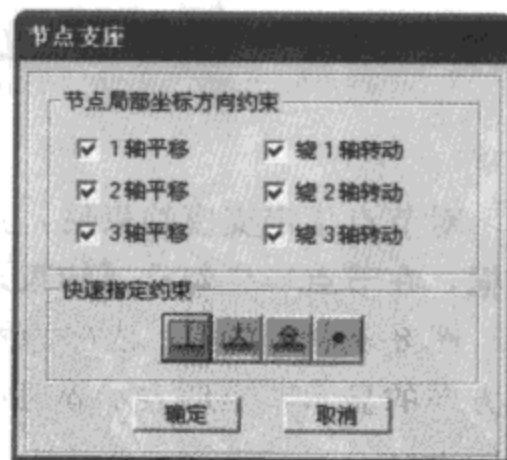 节点支座
节点局部坐标方向约束
1轴平移 绕1轴转动
2轴平移 绕2轴转动
3轴平移 绕3轴转动
快速指定约束
确定 取消